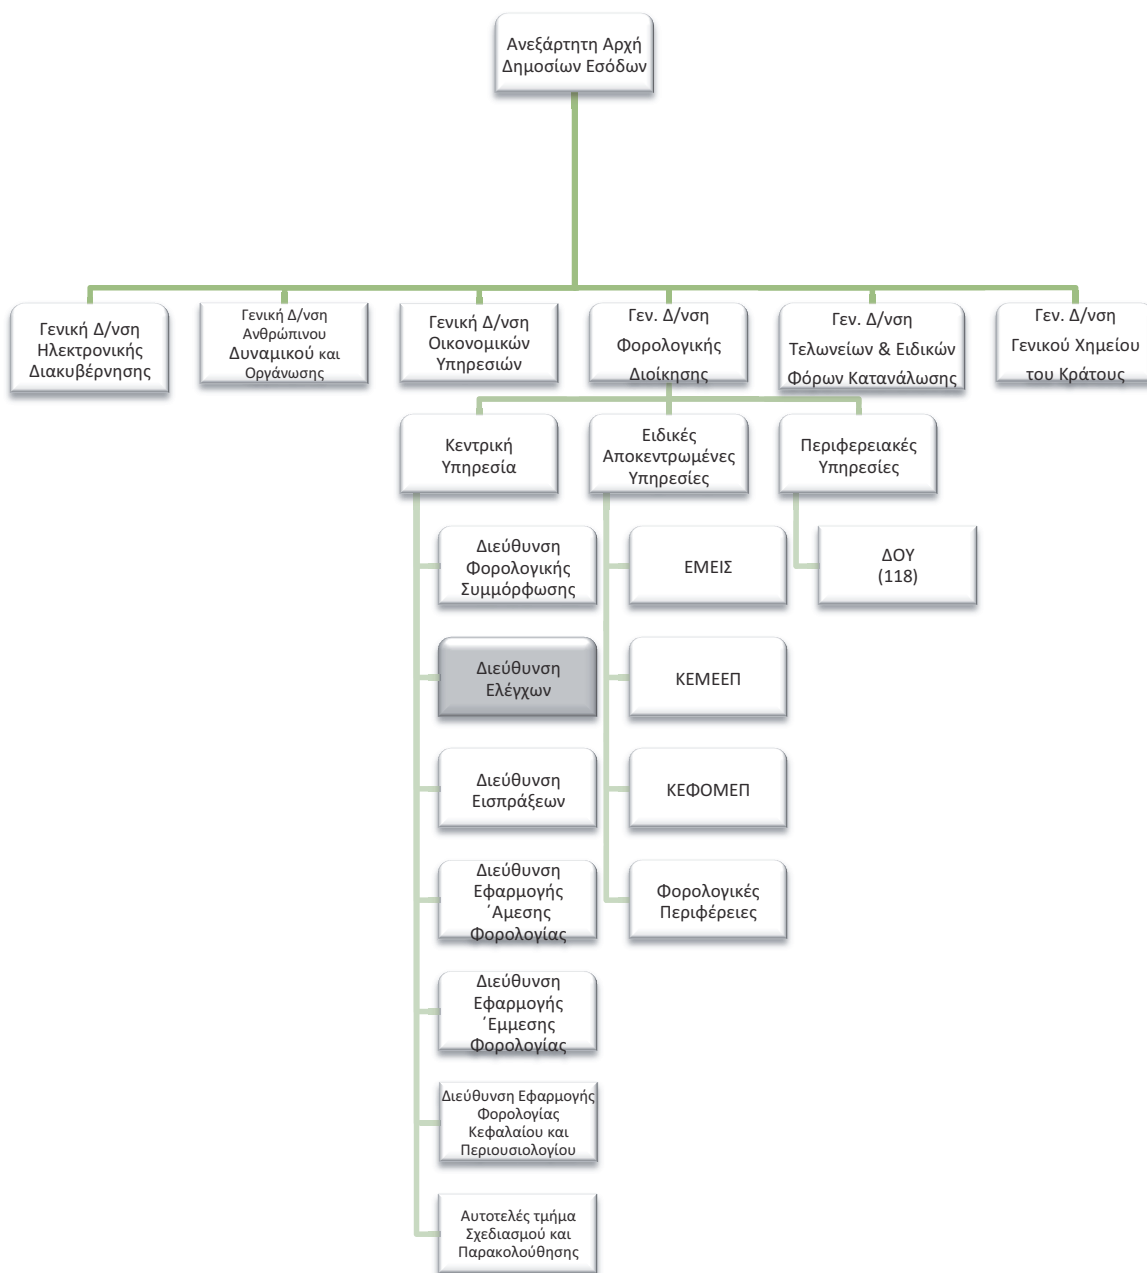 Ανεξάρτητη Αρχή
Δημοσίων Εσόδων
Γενική Δ/νση
Ηλεκτρονικής
Διακυβέρνησης
Γενική Δ/νση
Ανθρώπινου
Δυναμικού και
Οργάνωσης
Γενική Δ/νση
Οικονομικών
Υπηρεσιών
Γεν. Δ/νση
Φορολογικής
Διοίκησης
Γεν. Δ/νση
Τελωνείων & Ειδικών
Φόρων Κατανάλωσης
Γεν. Δ/νση
Γενικού Χημείου
του Κράτους
Κεντρική
Υπηρεσία
Ειδικές
Αποκεντρωμένες
Υπηρεσίες
Περιφερειακές
Υπηρεσίες
Διεύθυνση
Φορολογικής
Συμμόρφωσης
Διεύθυνση
Ελέγχων
Διεύθυνση
Εισπράξεων
Διεύθυνση
Εφαρμογής
΄Αμεσης
Φορολογίας
Διεύθυνση
Εφαρμογής
΄Εμμεσης
Φορολογίας
Διεύθυνση Εφαρμογής
Φορολογίας
Κεφαλαίου και
Περιουσιολογίου
Αυτοτελές τμήμα
Σχεδιασμού και
Παρακολούθησης
ΕΜΕΙΣ
ΚΕΜΕΕΠ
ΚΕΦΟΜΕΠ
Φορολογικές
Περιφέρειες
ΔΟΥ
(118)